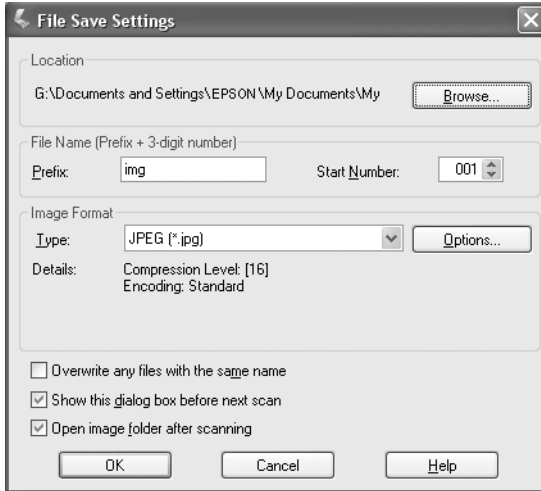 File Save Settings
Location
G:\Documents and Settings\EPSON\My Documents\My
Browse...
File Name (Prefix + 3-digit number)
Prefix: img Start Number: 001
Image Format
Type: JPEG (*.jpg) Options...
Details: Compression Level: [16]
Encoding: Standard
Overwrite any files with the same name
Show this dialog box before next scan
Open image folder after scanning
OK Cancel Help